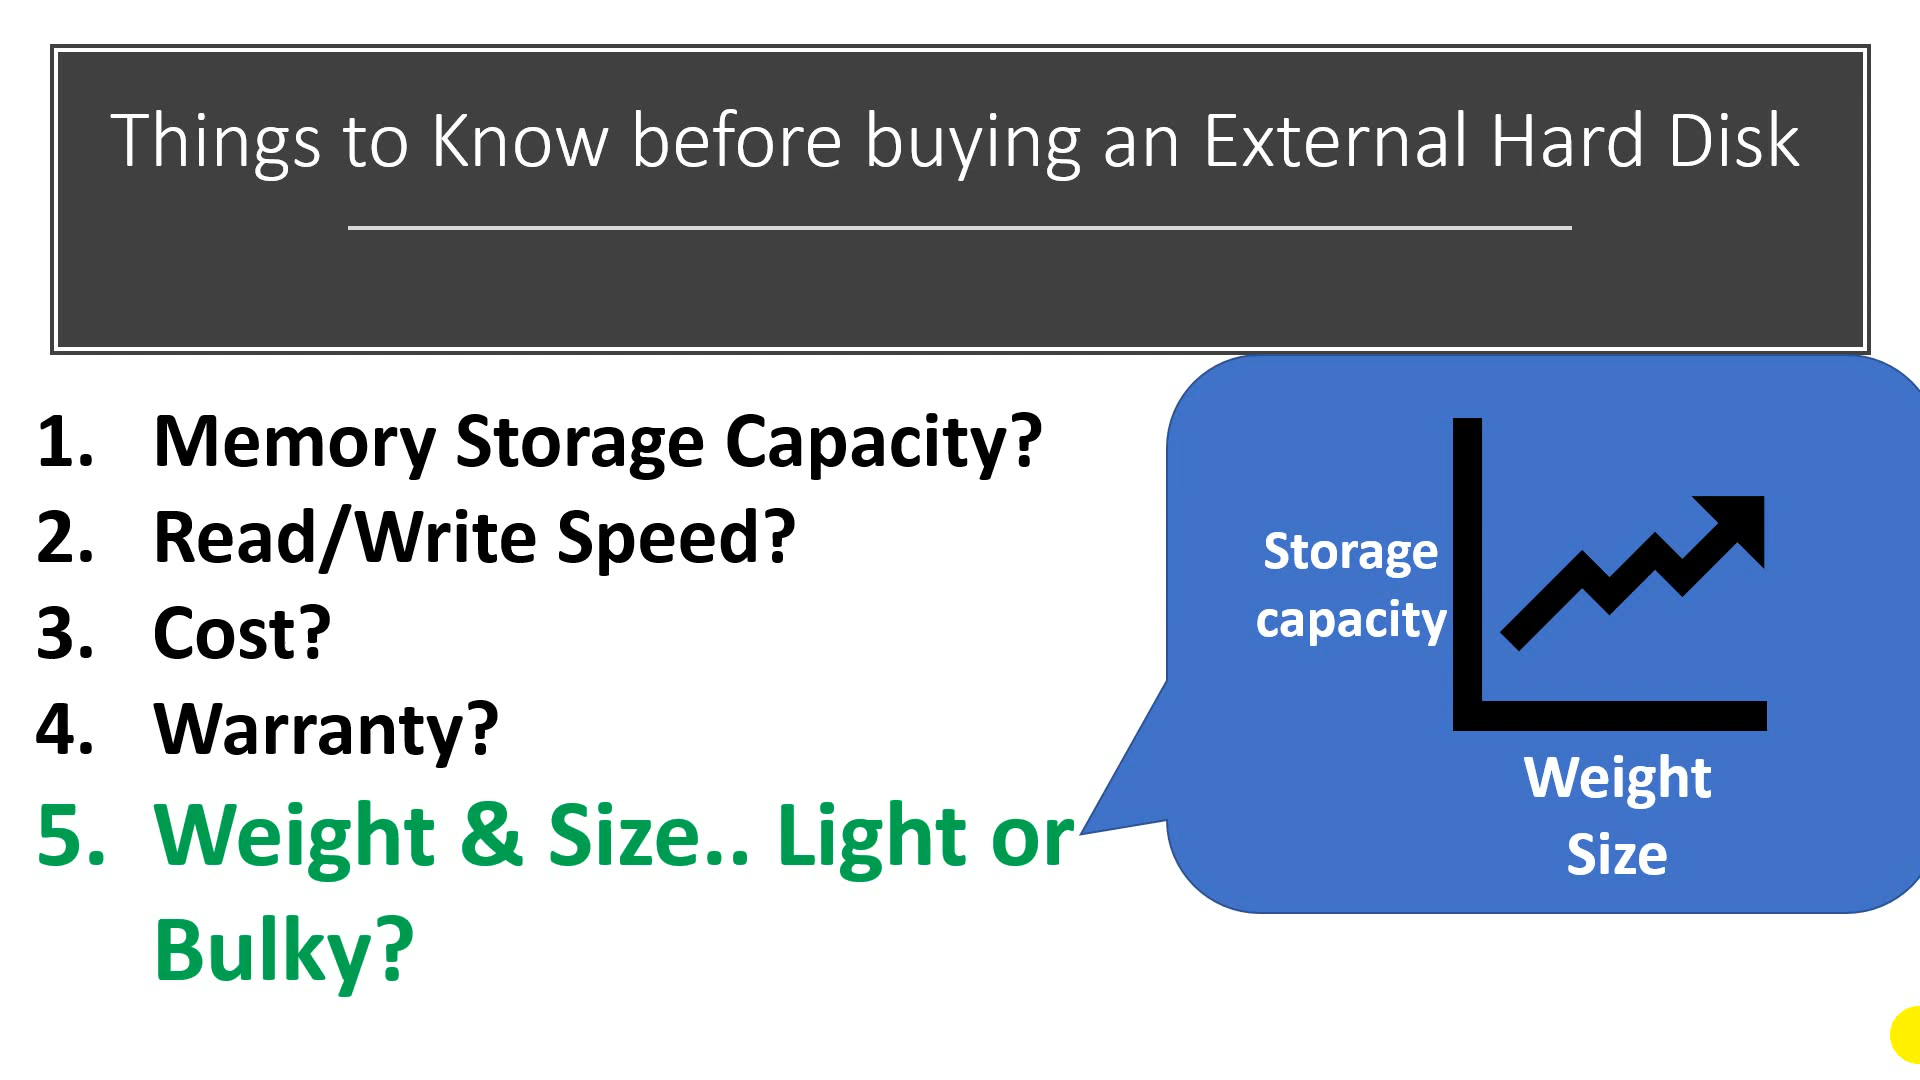 Things to Know before buying an External Hard Disk
1. Memory Storage Capacity?
2. Read/Write Speed?
3. Cost?
4. Warranty?
5. Weight & Size.. Light or
Bulky?
Storage
capacity
Weight
Size